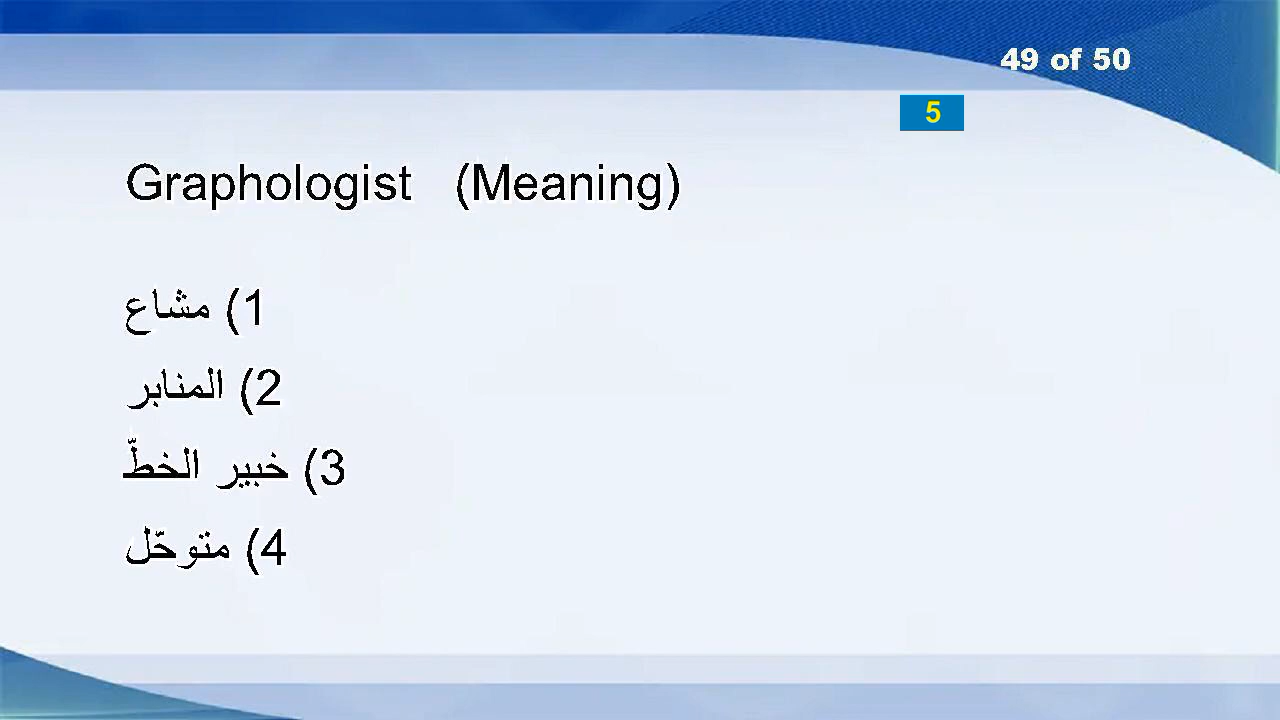 49 of 50
5
Graphologist (Meaning)
1) مشاع
2) المنابر
3) خبير الخطّ
4) متوحّل